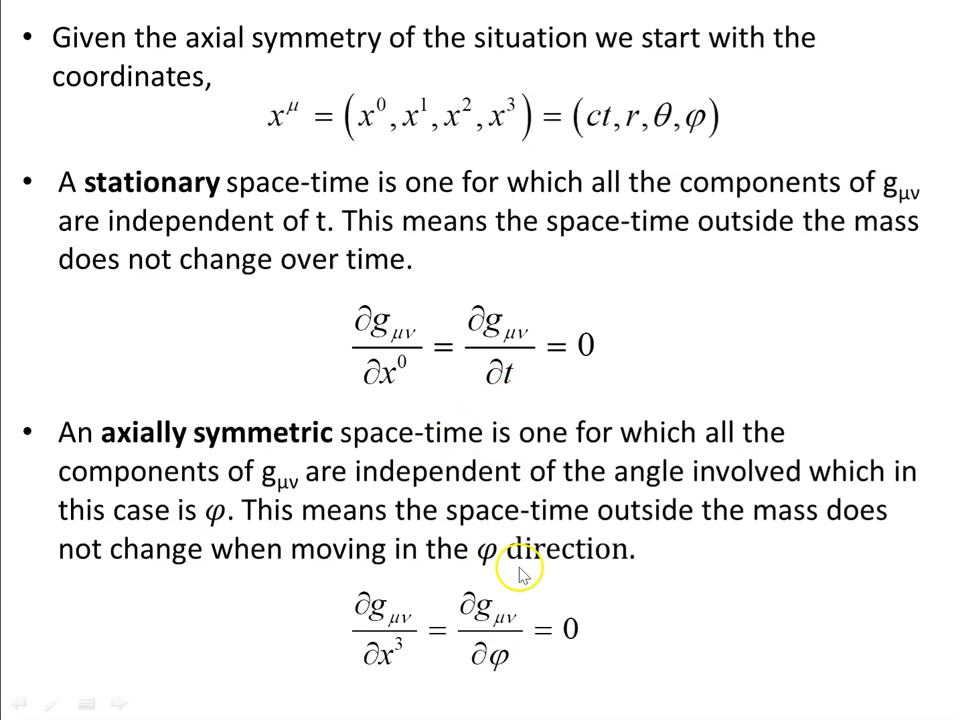 • Given the axial symmetry of the situation we start with the
coordinates,
x^μ = (x^0, x^1, x^2, x^3) = (ct, r, θ, φ)
• A stationary space-time is one for which all the components of g_μν
are independent of t. This means the space-time outside the mass
does not change over time.
∂g_μν/∂x^0 = ∂g_μν/∂t = 0
• An axially symmetric space-time is one for which all the
components of g_μν are independent of the angle involved which in
this case is φ. This means the space-time outside the mass does
not change when moving in the φ direction.
∂g_μν/∂x^3 = ∂g_μν/∂φ = 0